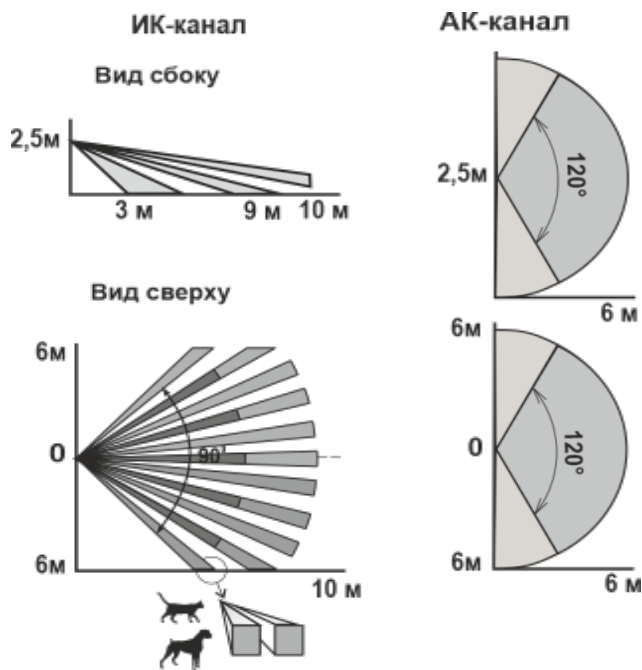 ИК-канал
Вид сбоку
2,5м
3 м
9 м
10 м
Вид сверху
6м
0
90°
6м
10 м
АК-канал
2,5м
120°
6 м
6м
0
120°
6м
6 м